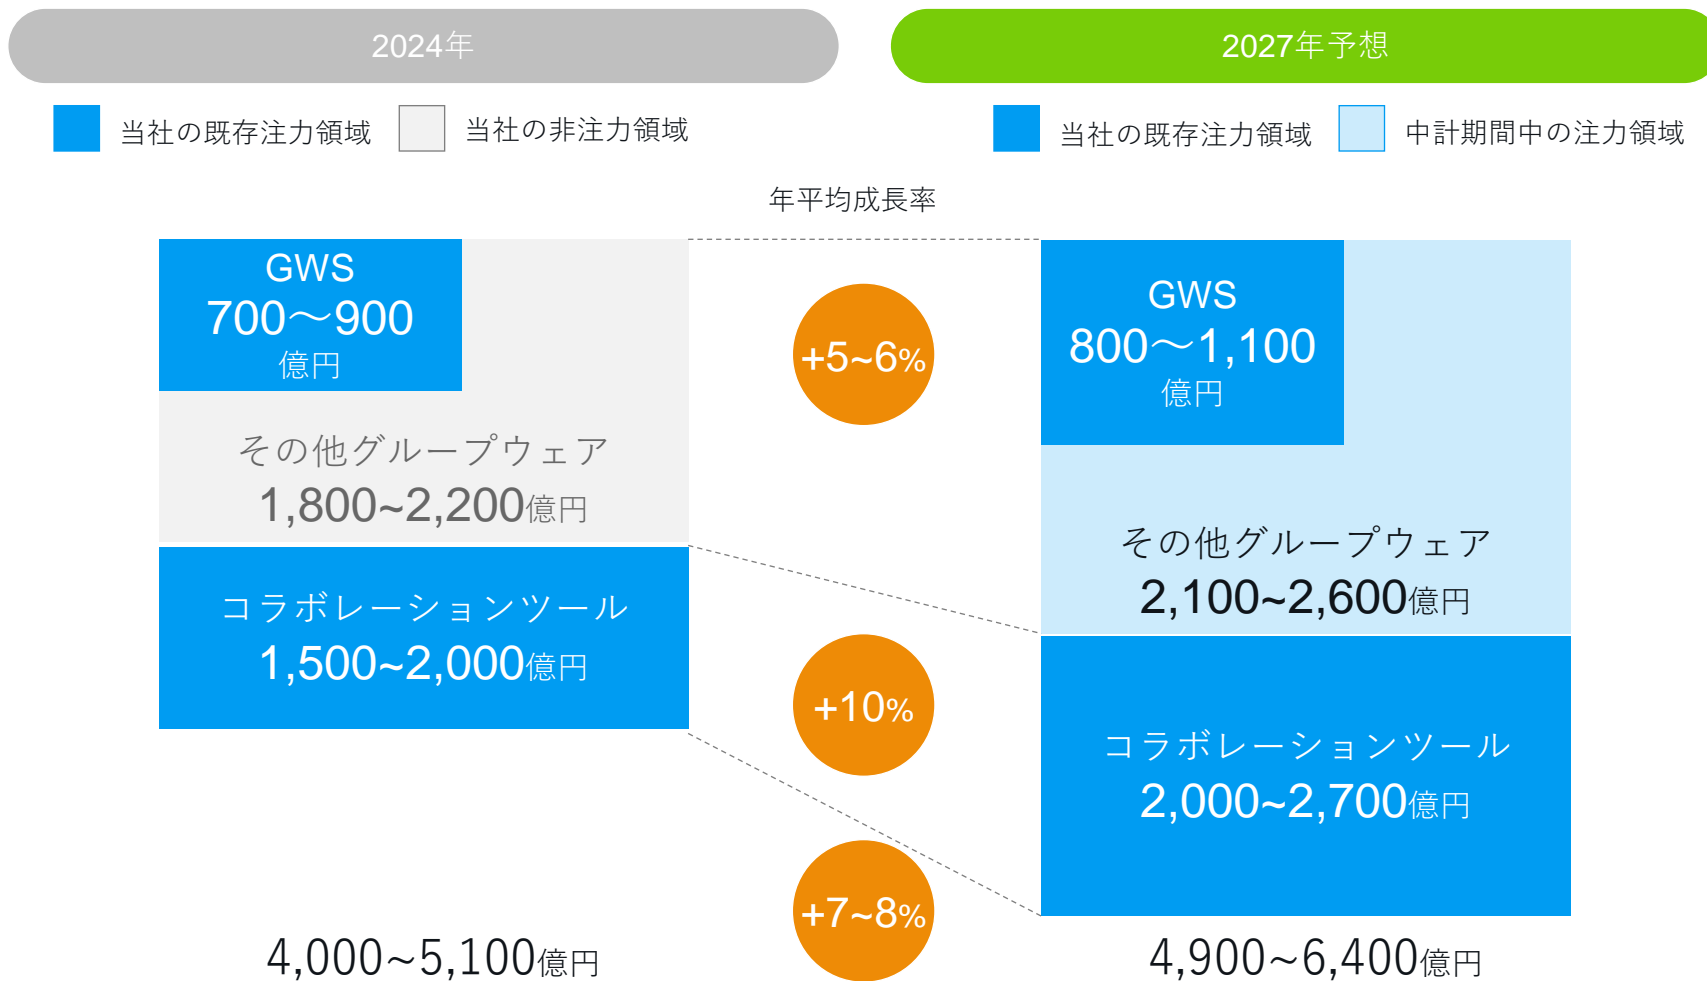 2024年
2027年予想
当社の既存注力領域
当社の非注力領域
当社の既存注力領域
中計期間中の注力領域
年平均成長率
GWS
700〜900
億円
その他グループウェア
1,800~2,200億円
コラボレーションツール
1,500~2,000億円
4,000~5,100億円
+5~6%
+10%
+7~8%
GWS
800〜1,100
億円
その他グループウェア
2,100~2,600億円
コラボレーションツール
2,000~2,700億円
4,900~6,400億円